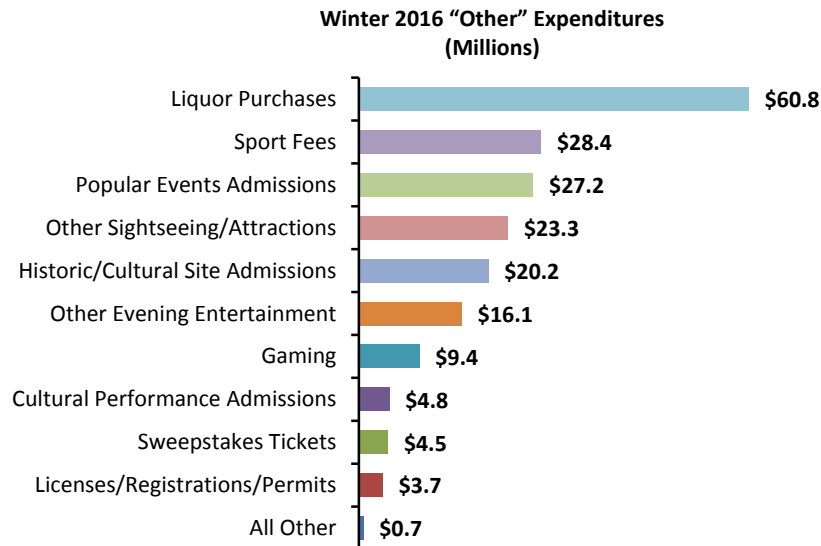 Winter 2016 “Other” Expenditures
(Millions)
Liquor Purchases $60.8
Sport Fees $28.4
Popular Events Admissions $27.2
Other Sightseeing/Attractions $23.3
Historic/Cultural Site Admissions $20.2
Other Evening Entertainment $16.1
Gaming $9.4
Cultural Performance Admissions $4.8
Sweepstakes Tickets $4.5
Licenses/Registrations/Permits $3.7
All Other $0.7